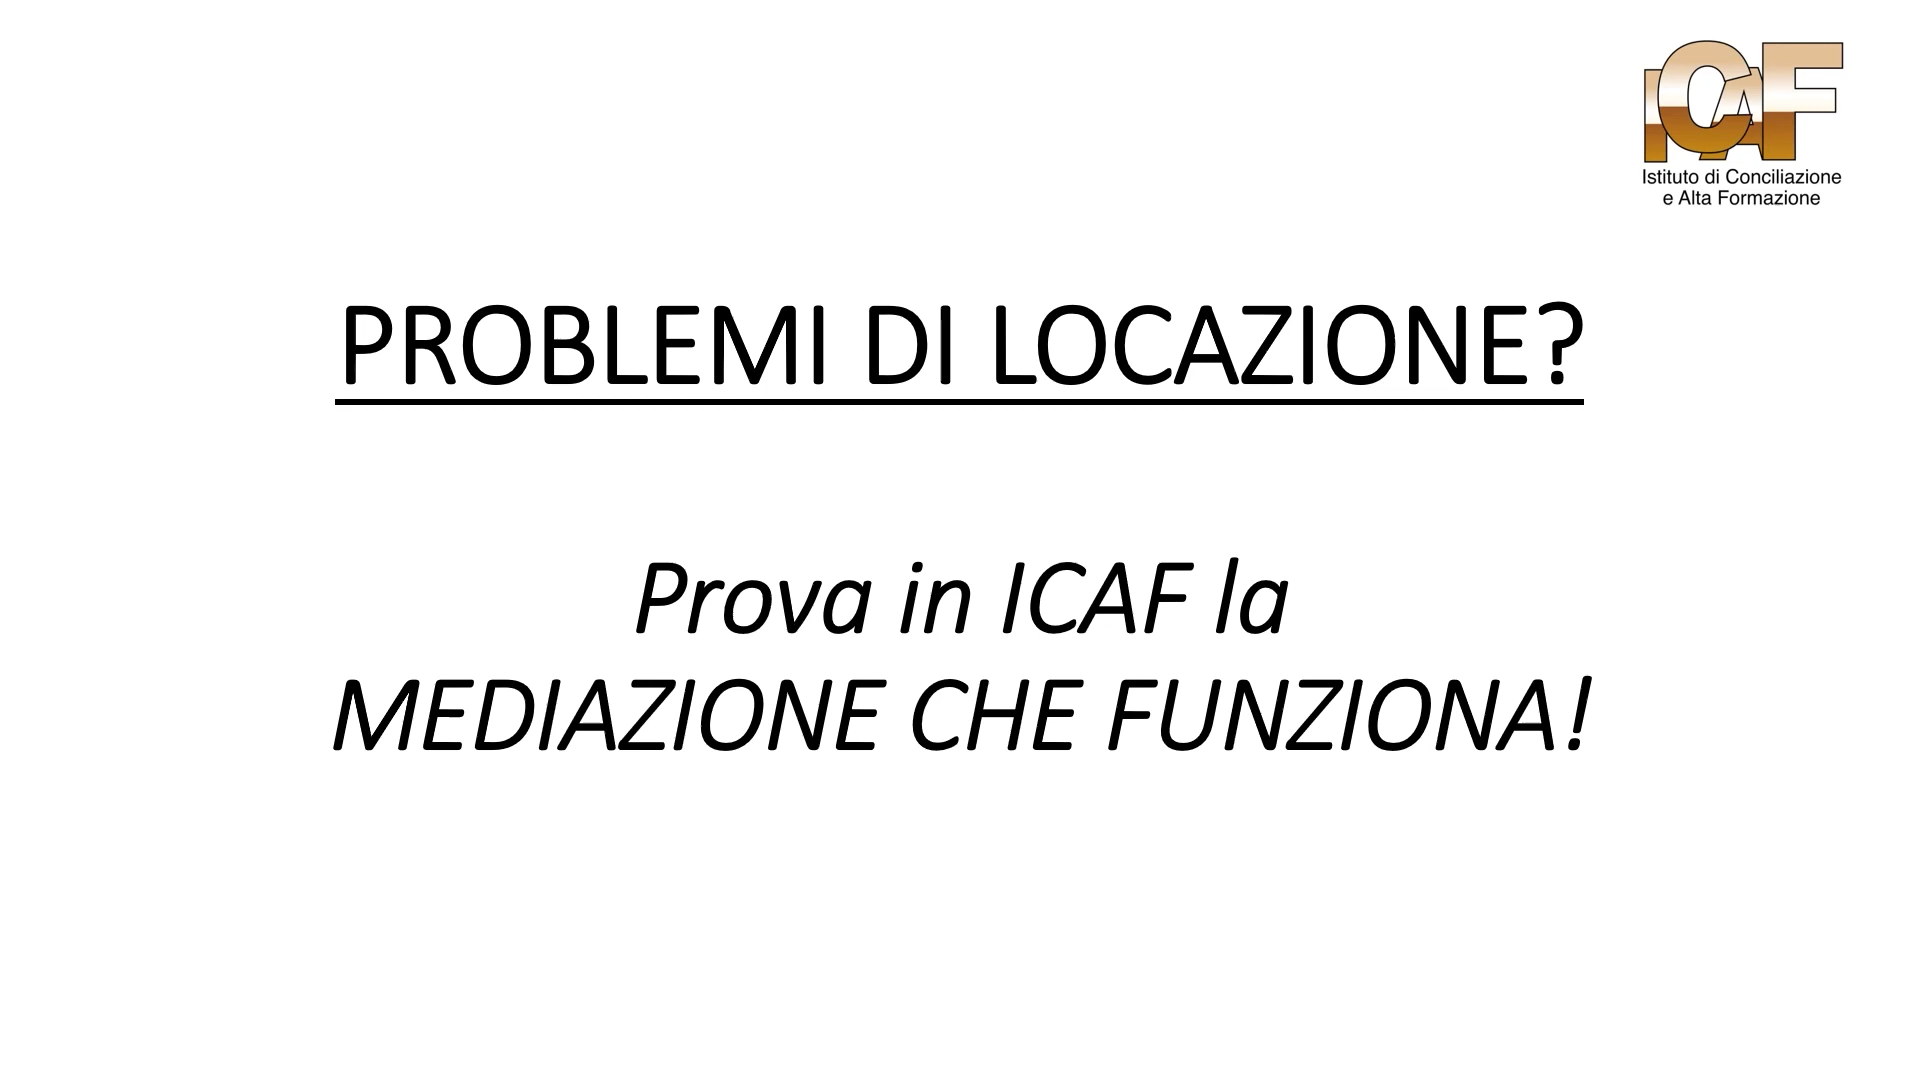 ICAF
Istituto di Conciliazione
e Alta Formazione
PROBLEMI DI LOCAZIONE?
Prova in ICAF la
MEDIAZIONE CHE FUNZIONA!